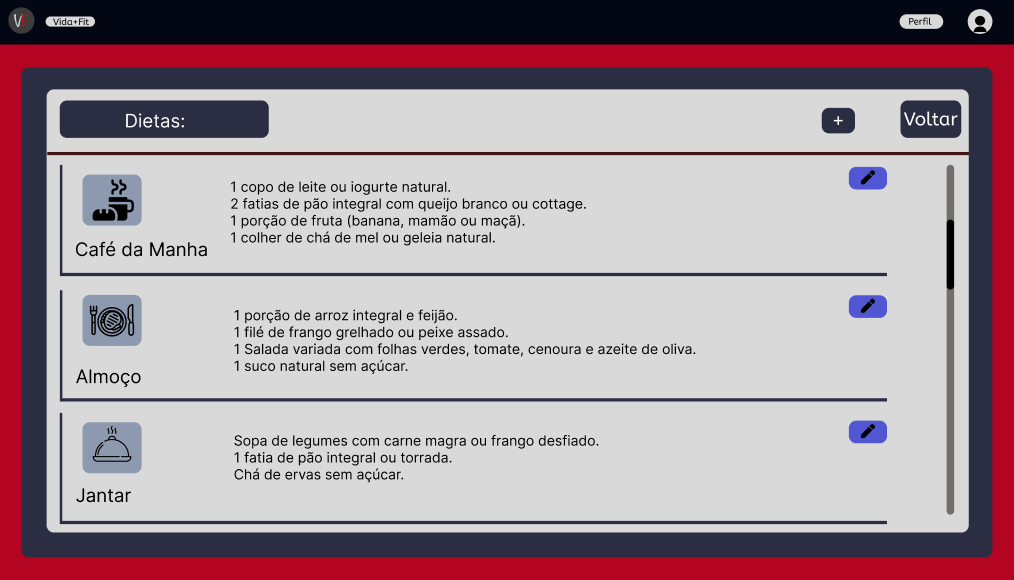 V
Vida+Fit
Perfil
Dietas:
+
Voltar
1 copo de leite ou iogurte natural.
2 fatias de pão integral com queijo branco ou cottage.
1 porção de fruta (banana, mamão ou maçã).
1 colher de chá de mel ou geleia natural.
Café da Manha
1 porção de arroz integral e feijão.
1 filé de frango grelhado ou peixe assado.
1 Salada variada com folhas verdes, tomate, cenoura e azeite de oliva.
1 suco natural sem açúcar.
Almoço
Sopa de legumes com carne magra ou frango desfiado.
1 fatia de pão integral ou torrada.
Chá de ervas sem açúcar.
Jantar